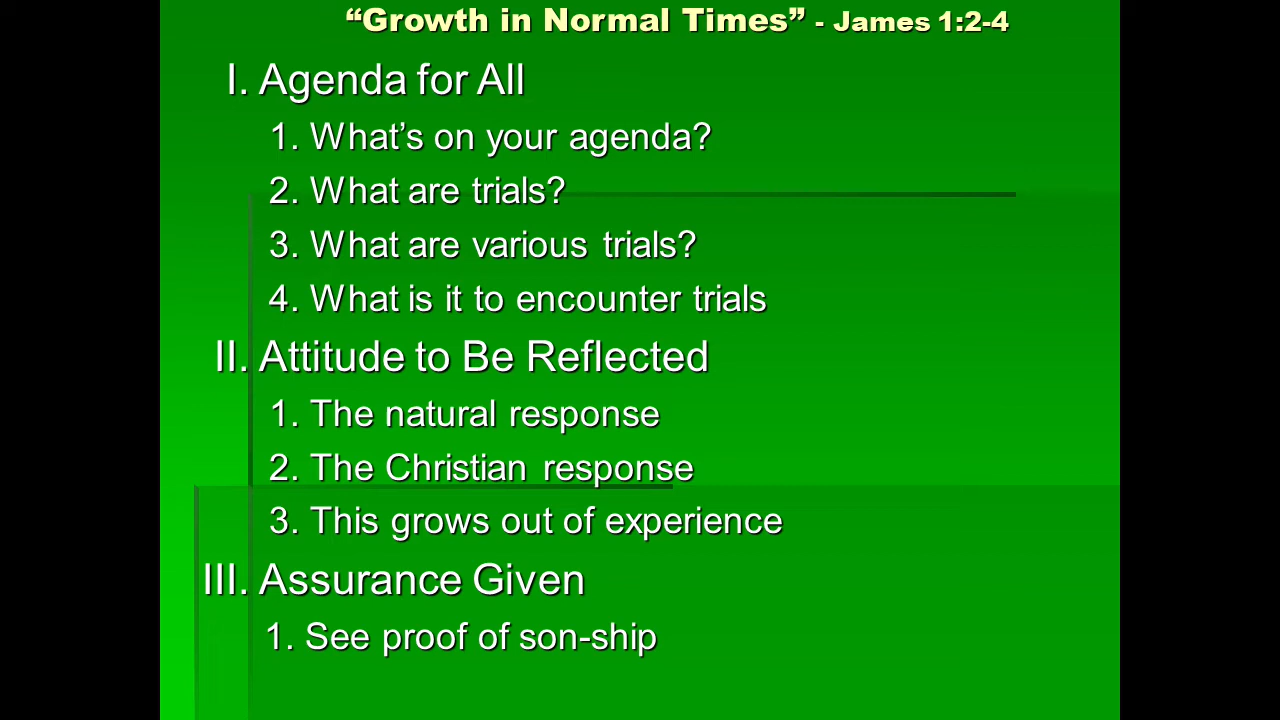 “Growth in Normal Times” - James 1:2-4
I. Agenda for All
1. What’s on your agenda?
2. What are trials?
3. What are various trials?
4. What is it to encounter trials
II. Attitude to Be Reflected
1. The natural response
2. The Christian response
3. This grows out of experience
III. Assurance Given
1. See proof of son-ship